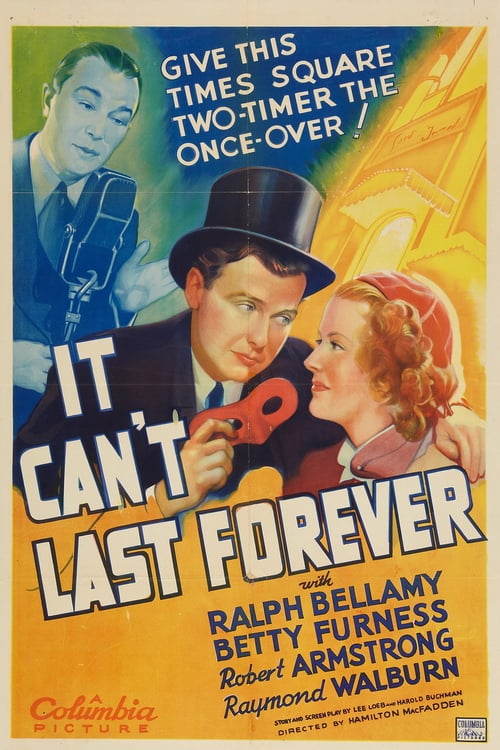 GIVE THIS
TIMES SQUARE
TWO-TIMER THE
ONCE-OVER!
IT
CAN'T
LAST FOREVER
with
RALPH BELLAMY
BETTY FURNESS
Robert ARMSTRONG
Raymond WALBURN
STORY AND SCREEN PLAY BY LEE LOEB AND HAROLD BUCHMAN
DIRECTED BY HAMILTON MACFADDEN
A
Columbia
PICTURE
COLUMBIA
PICTURES